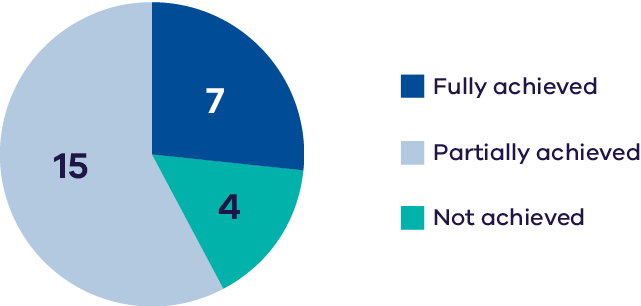 7
4
15
Fully achieved
Partially achieved
Not achieved